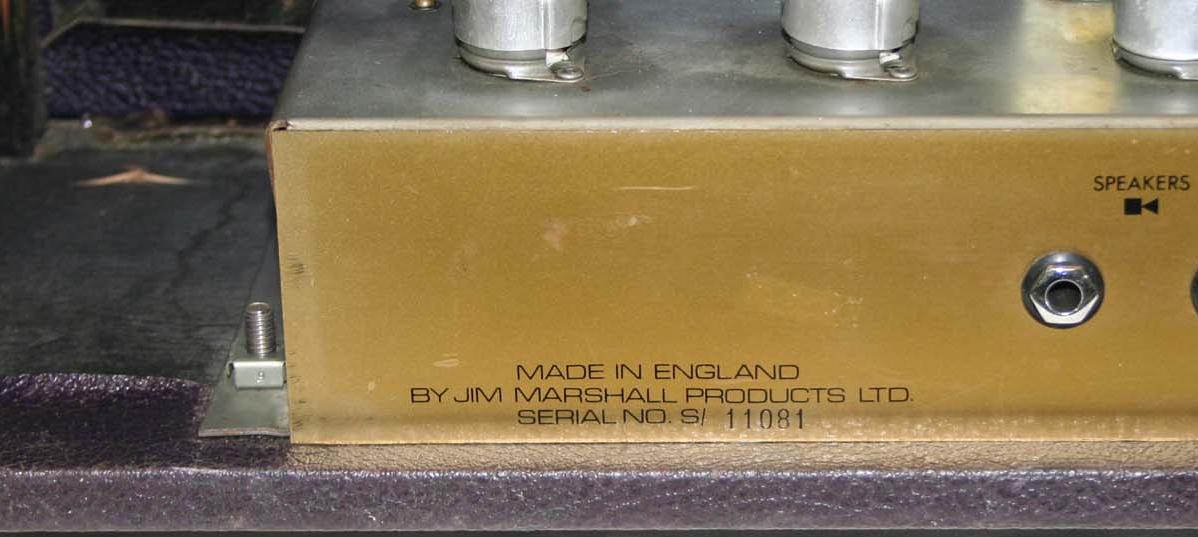 SPEAKERS
MADE IN ENGLAND
BY JIM MARSHALL PRODUCTS LTD.
SERIAL NO. S/ 11081